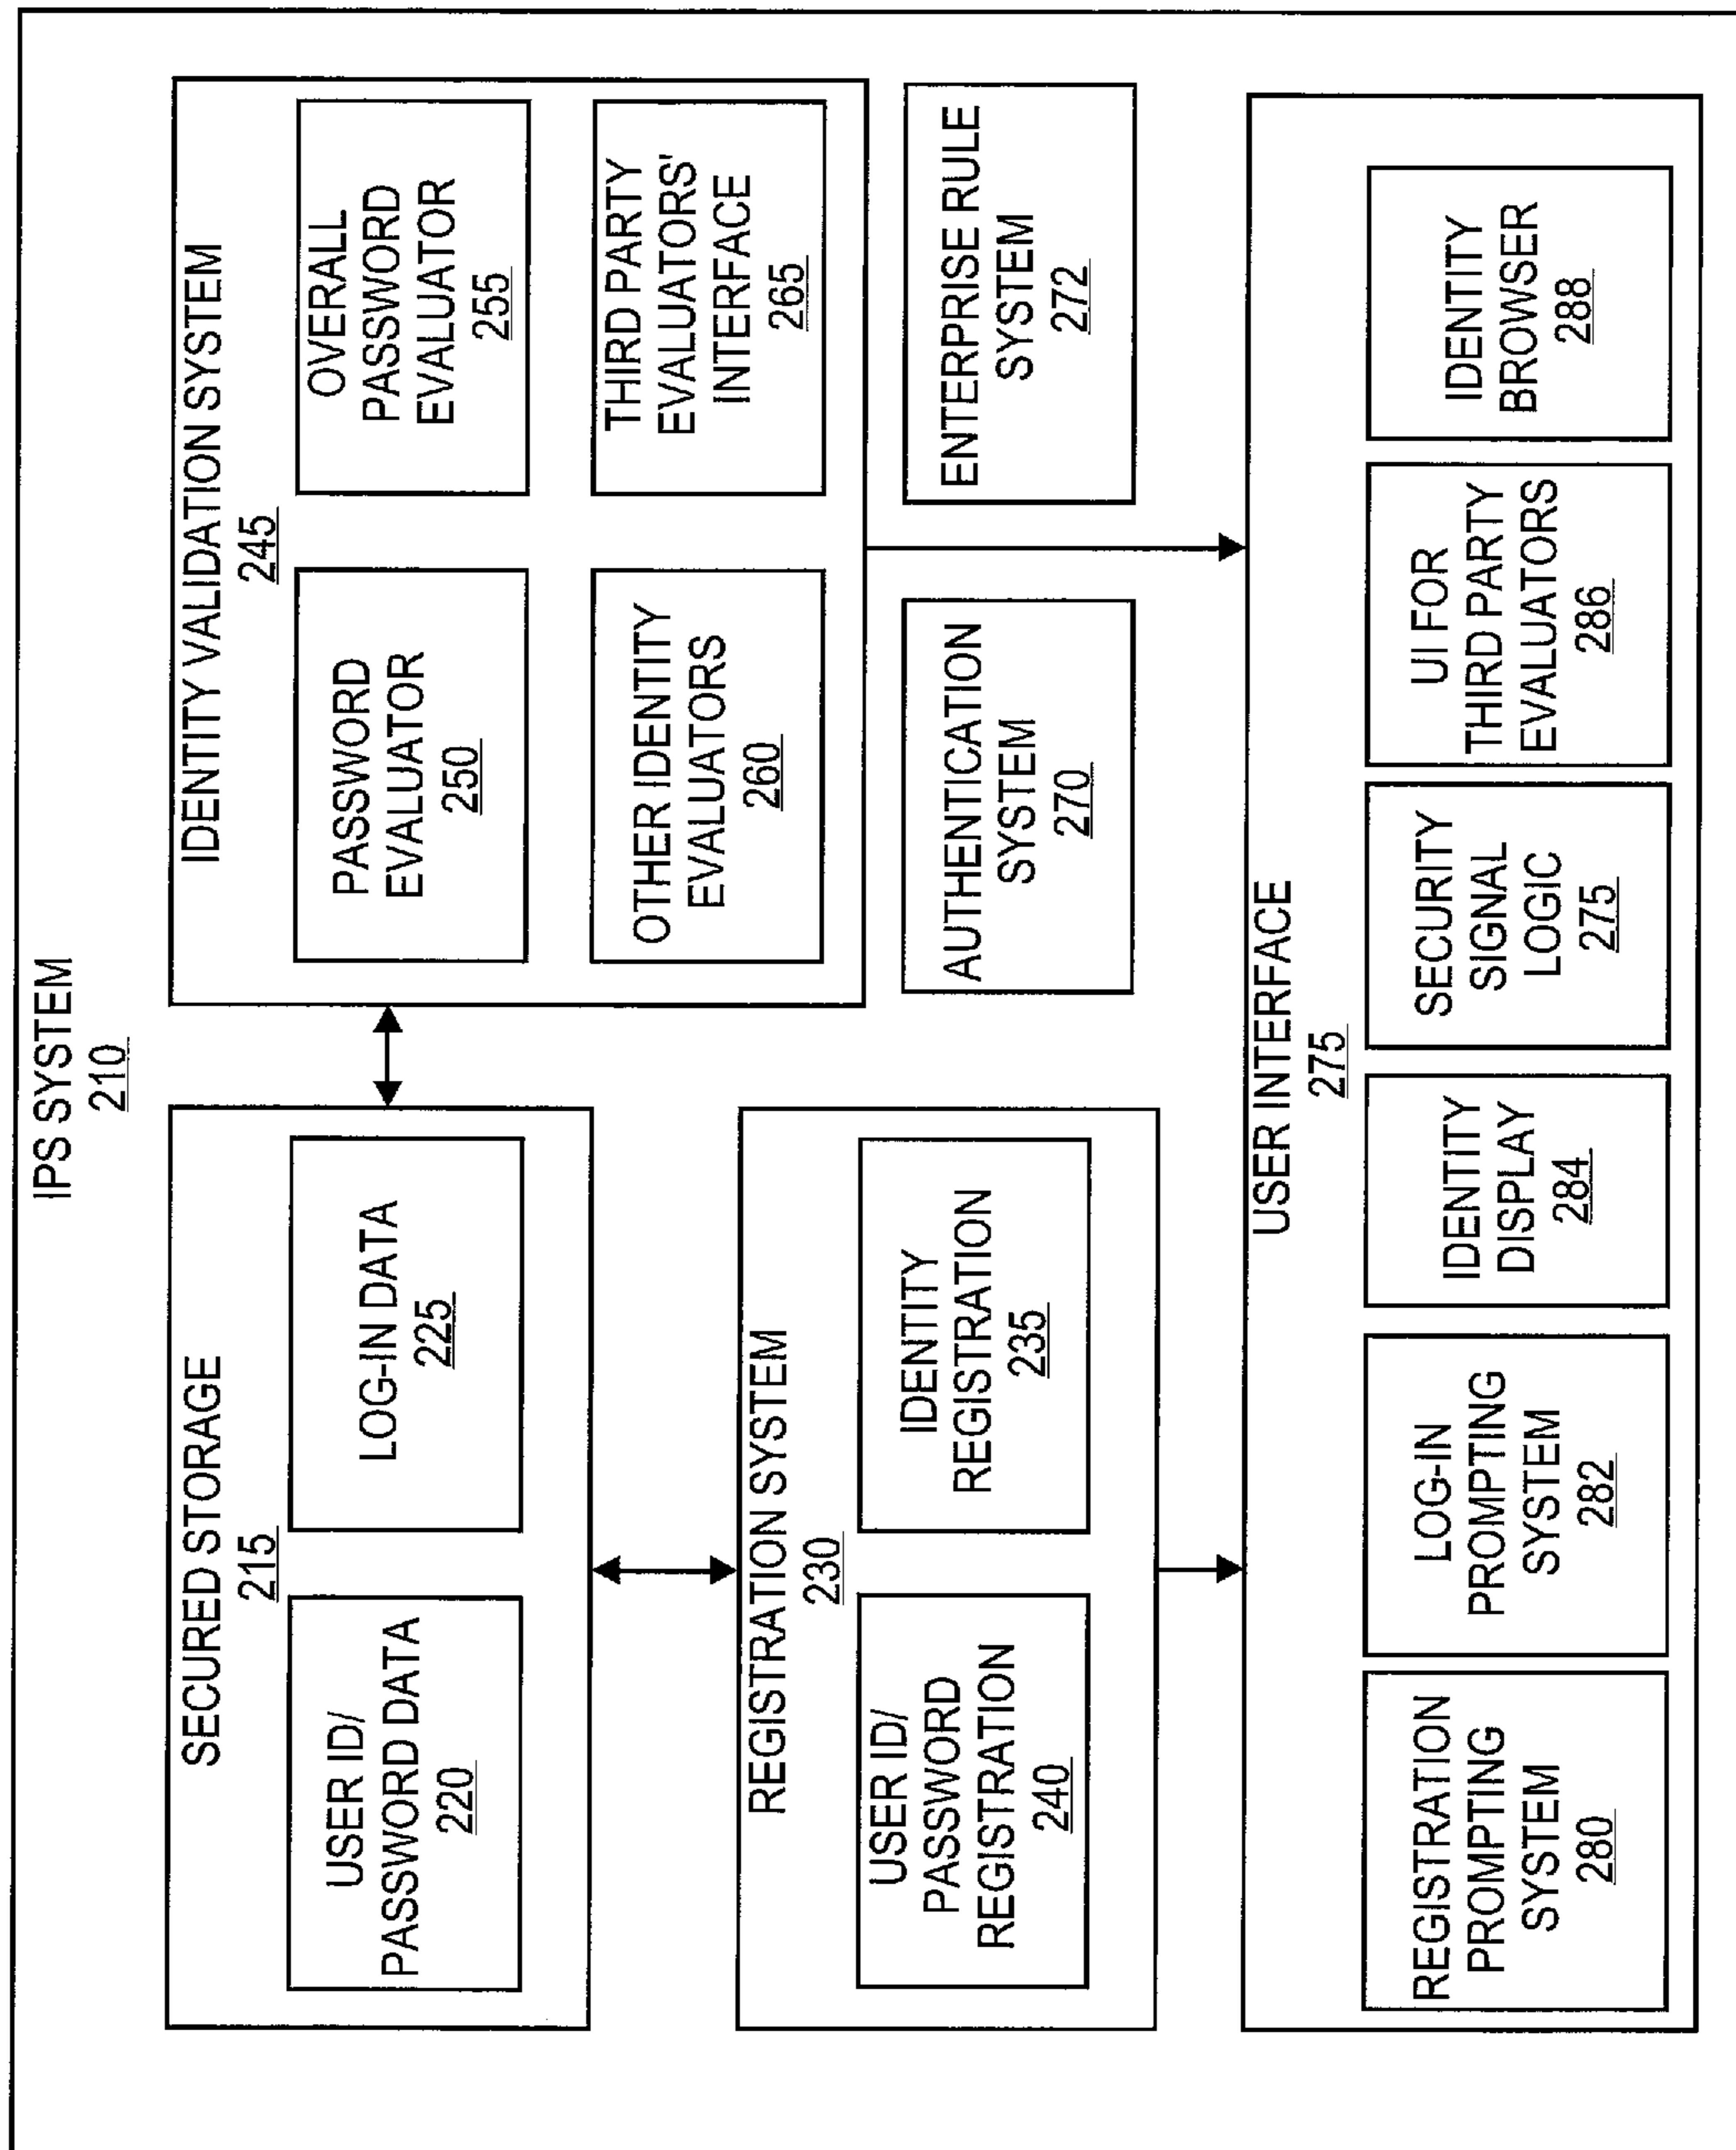 IPS SYSTEM
210
SECURED STORAGE
215
USER ID/
PASSWORD DATA
220
LOG-IN DATA
225
REGISTRATION SYSTEM
230
USER ID/
PASSWORD
REGISTRATION
240
IDENTITY
REGISTRATION
235
IDENTITY VALIDATION SYSTEM
245
PASSWORD
EVALUATOR
250
OVERALL
PASSWORD
EVALUATOR
255
OTHER IDENTITY
EVALUATORS
260
THIRD PARTY
EVALUATORS'
INTERFACE
265
AUTHENTICATION
SYSTEM
270
ENTERPRISE RULE
SYSTEM
272
USER INTERFACE
275
REGISTRATION
PROMPTING
SYSTEM
280
LOG-IN
PROMPTING
SYSTEM
282
IDENTITY
DISPLAY
284
SECURITY
SIGNAL
LOGIC
275
UI FOR
THIRD PARTY
EVALUATORS
286
IDENTITY
BROWSER
288